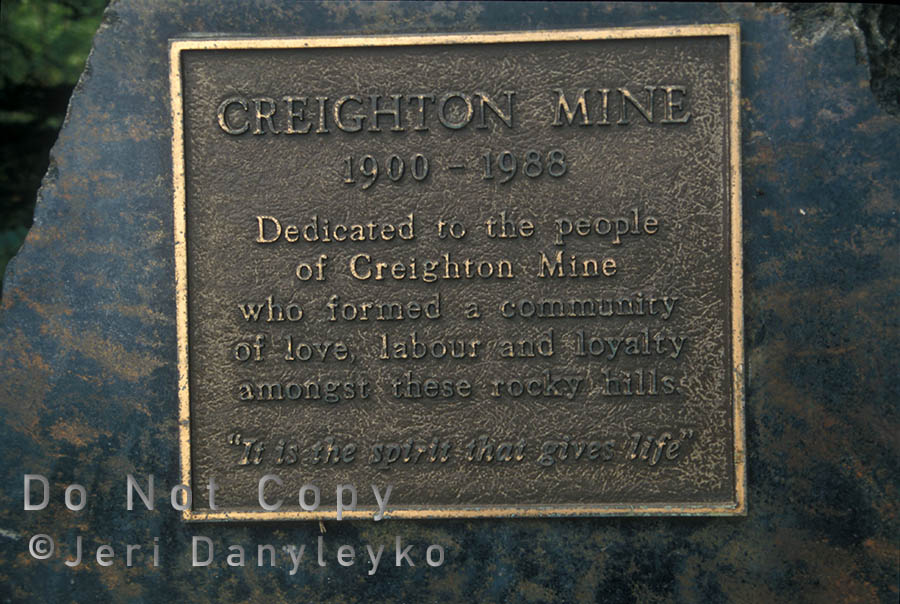 CREIGHTON MINE
1900 - 1988
Dedicated to the people
of Creighton Mine
who formed a community
of love, labour and loyalty
amongst these rocky hills.
"It is the spirit that gives life"
Do Not Copy
©Jeri Danyleyko